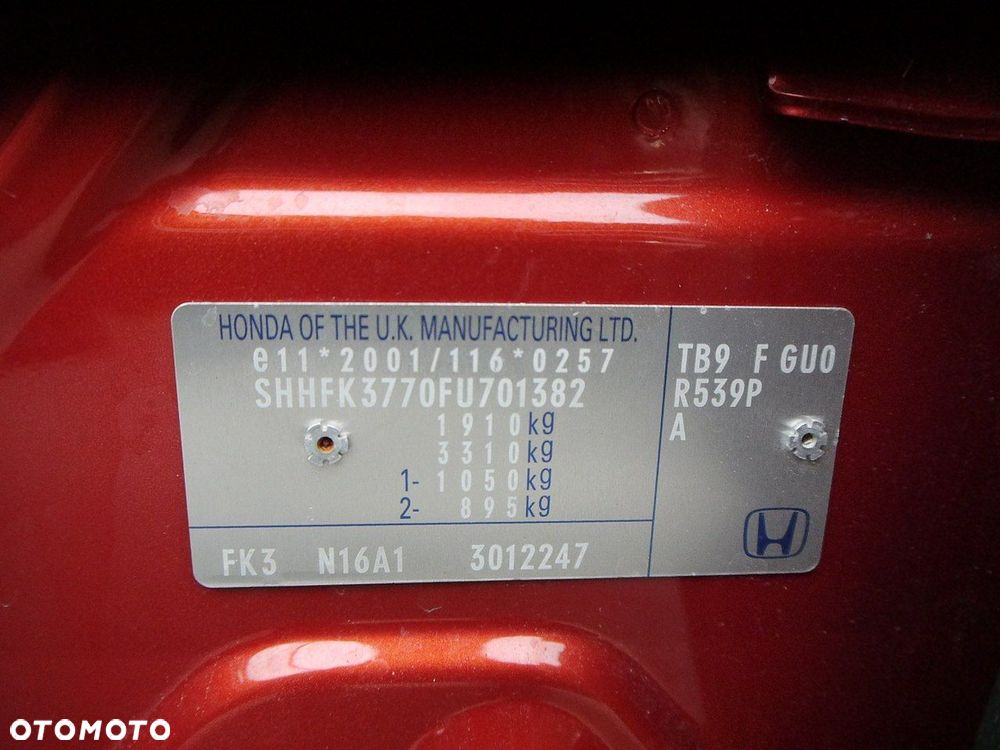 HONDA OF THE U.K. MANUFACTURING LTD.
e11*2001/116*0257
SHHFK3770FU701382
1910kg
3310kg
1- 1050kg
2- 895kg
TB9 F GU0
R539P
A
FK3 N16A1 3012247
OTOMOTO